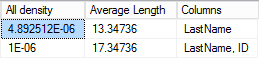 All density Average Length Columns
4.892512E-06 13.34736 LastName
1E-06 17.34736 LastName, ID